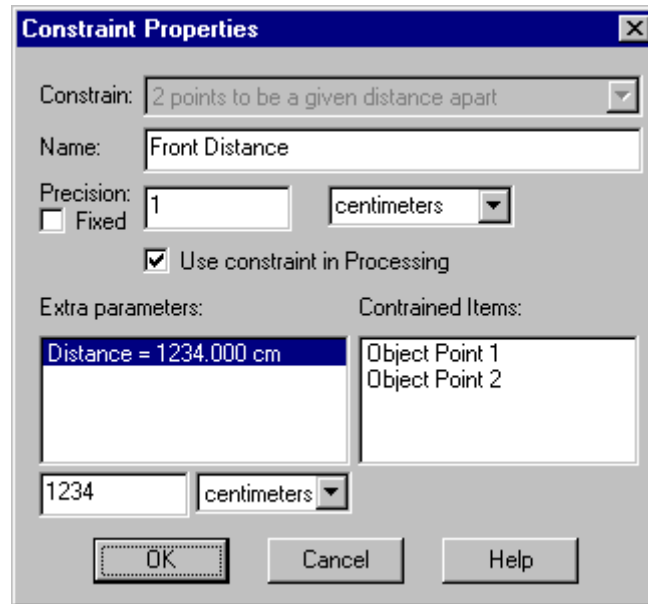 Constraint Properties
Constrain: 2 points to be a given distance apart
Name: Front Distance
Precision: 1 centimeters
Fixed
Use constraint in Processing
Extra parameters: Contrained Items:
Distance = 1234.000 cm
Object Point 1
Object Point 2
1234 centimeters
OK Cancel Help